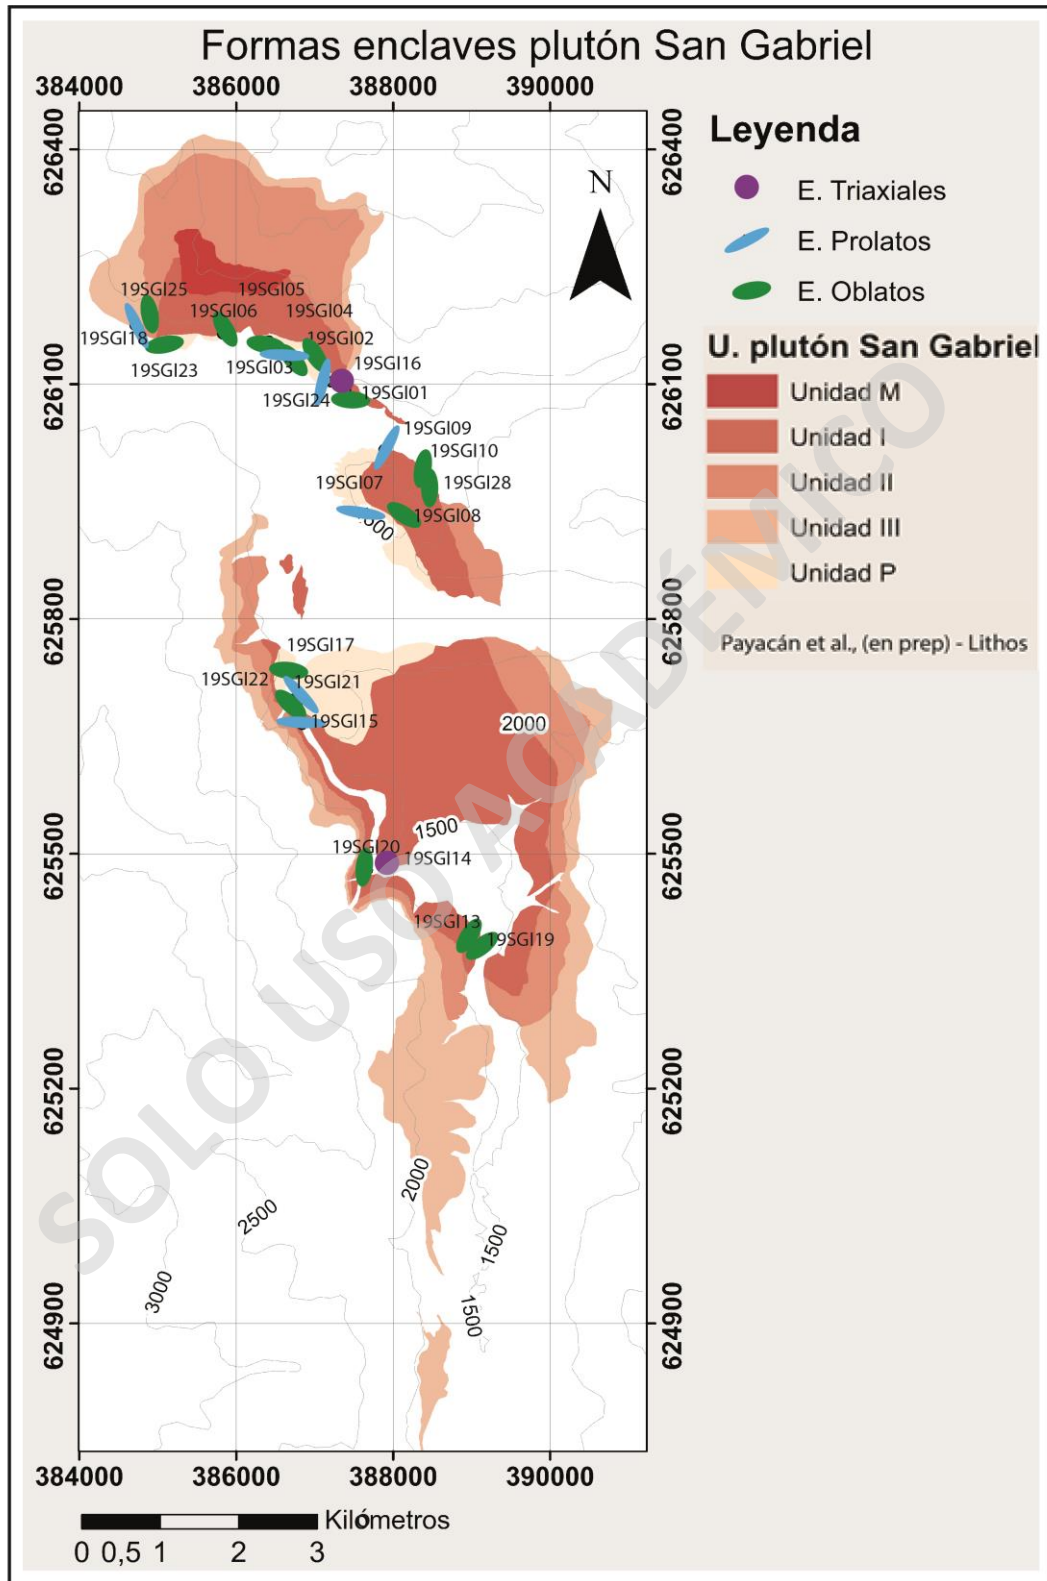 Formas enclaves plutón San Gabriel
384000 386000 388000 390000
626400
626400
626100
626100
625800
625800
625500
625500
625200
625200
624900
624900
N
19SGI25
19SGI05
19SGI06
19SGI04
19SGI18
19SGI02
19SGI03
19SGI16
19SGI23
19SGI24
19SGI01
19SGI09
19SGI10
19SGI07
19SGI28
19SGI08
19SGI17
19SGI22
19SGI21
19SGI15
2000
1500
19SGI20
19SGI14
19SGI13
19SGI19
2000
2500
1500
3000
1500
384000 386000 388000 390000
Kilómetros
0 0,5 1 2 3
Leyenda
E. Triaxiales
E. Prolatos
E. Oblatos
U. plutón San Gabriel
Unidad M
Unidad I
Unidad II
Unidad III
Unidad P
Payacán et al., (en prep) - Lithos
SOLO USO ACADÉMICO